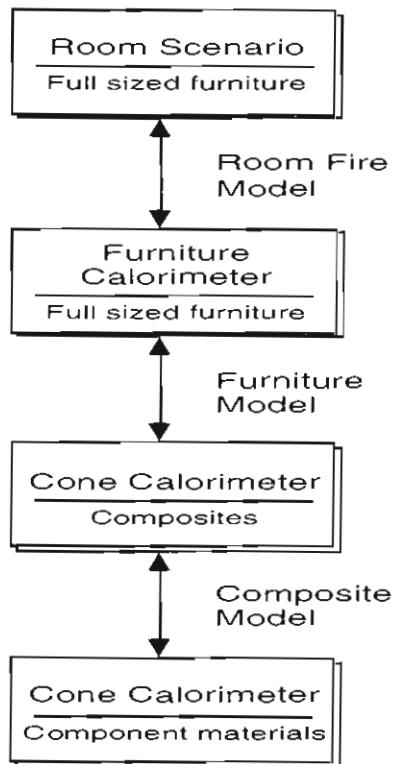 Room Scenario
Full sized furniture
Room Fire
Model
Furniture
Calorimeter
Full sized furniture
Furniture
Model
Cone Calorimeter
Composites
Composite
Model
Cone Calorimeter
Component materials